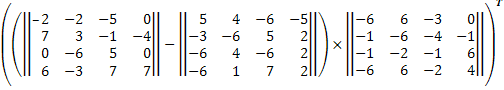 ((‖-2 -2 -5 0‖ - ‖5 4 -6 -5‖) × ‖-6 6 -3 0‖)^T
7 3 -1 -4 -3 -6 5 2 -1 -6 -4 -1
0 -6 5 0 -6 4 -6 2 -1 -2 -1 6
6 -3 7 7 -6 1 7 2 -6 6 -2 4